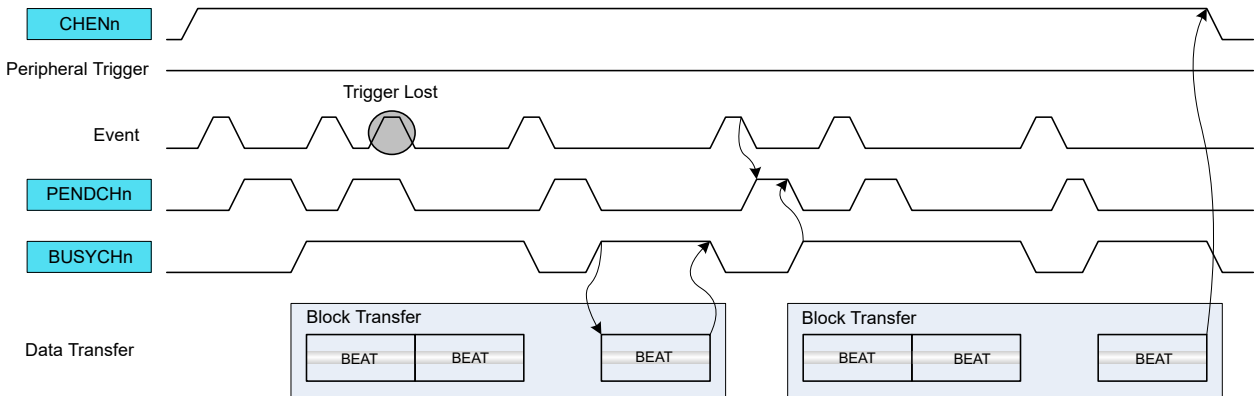 CHENn
Peripheral Trigger
Trigger Lost
Event
PENDCHn
BUSYCHn
Block Transfer
Block Transfer
Data Transfer
BEAT
BEAT
BEAT
BEAT
BEAT
BEAT